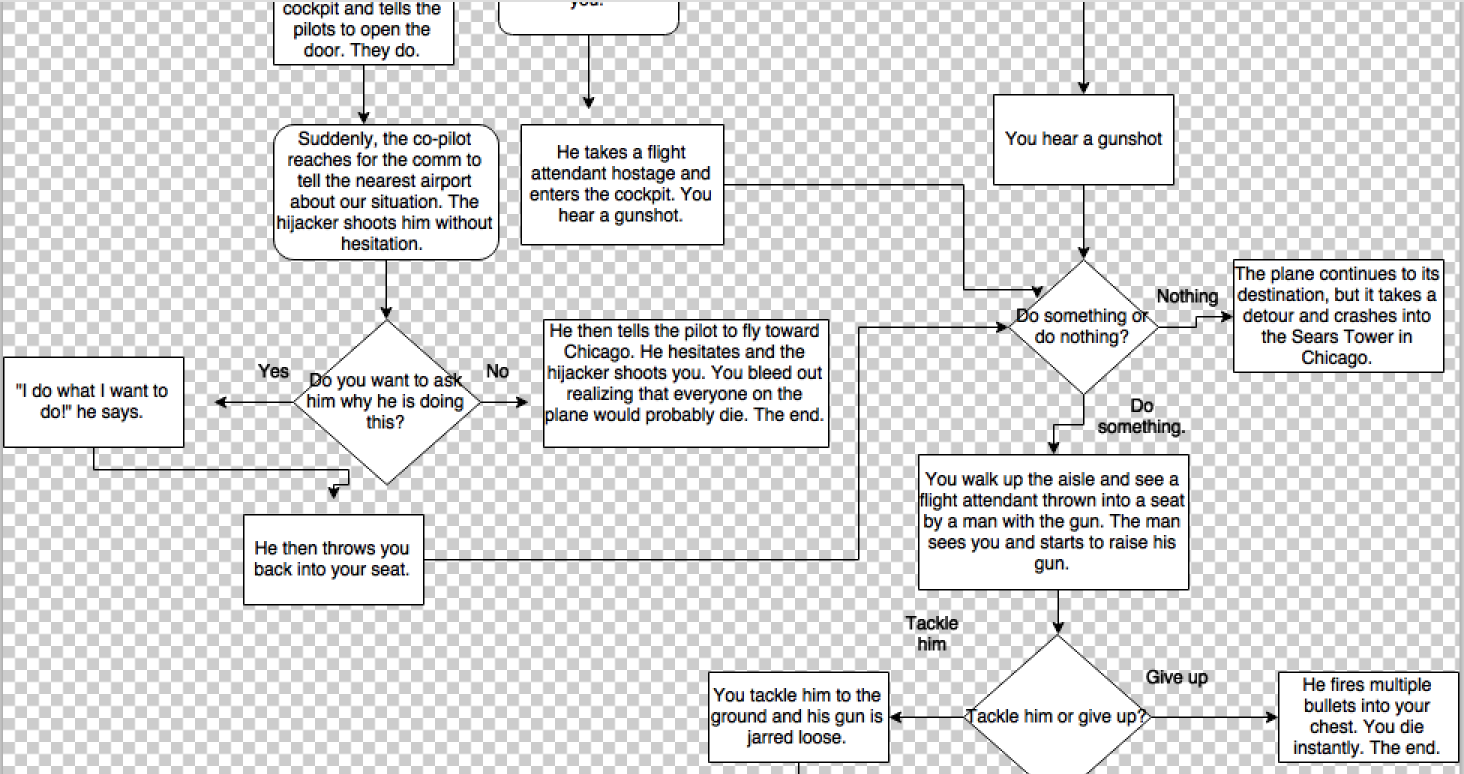 cockpit and tells the
pilots to open the
door. They do.
you.
Suddenly, the co-pilot
reaches for the comm to
tell the nearest airport
about our situation. The
hijacker shoots him without
hesitation.
He takes a flight
attendant hostage and
enters the cockpit. You
hear a gunshot.
You hear a gunshot
Do something or
do nothing?
Nothing
The plane continues to its
destination, but it takes a
detour and crashes into
the Sears Tower in
Chicago.
"I do what I want to
do!" he says.
Yes
Do you want to ask
him why he is doing
this?
No
He then tells the pilot to fly toward
Chicago. He hesitates and the
hijacker shoots you. You bleed out
realizing that everyone on the
plane would probably die. The end.
Do
something.
You walk up the aisle and see a
flight attendant thrown into a seat
by a man with the gun. The man
sees you and starts to raise his
gun.
He then throws you
back into your seat.
Tackle
him
Give up
You tackle him to the
ground and his gun is
jarred loose.
Tackle him or give up?
He fires multiple
bullets into your
chest. You die
instantly. The end.